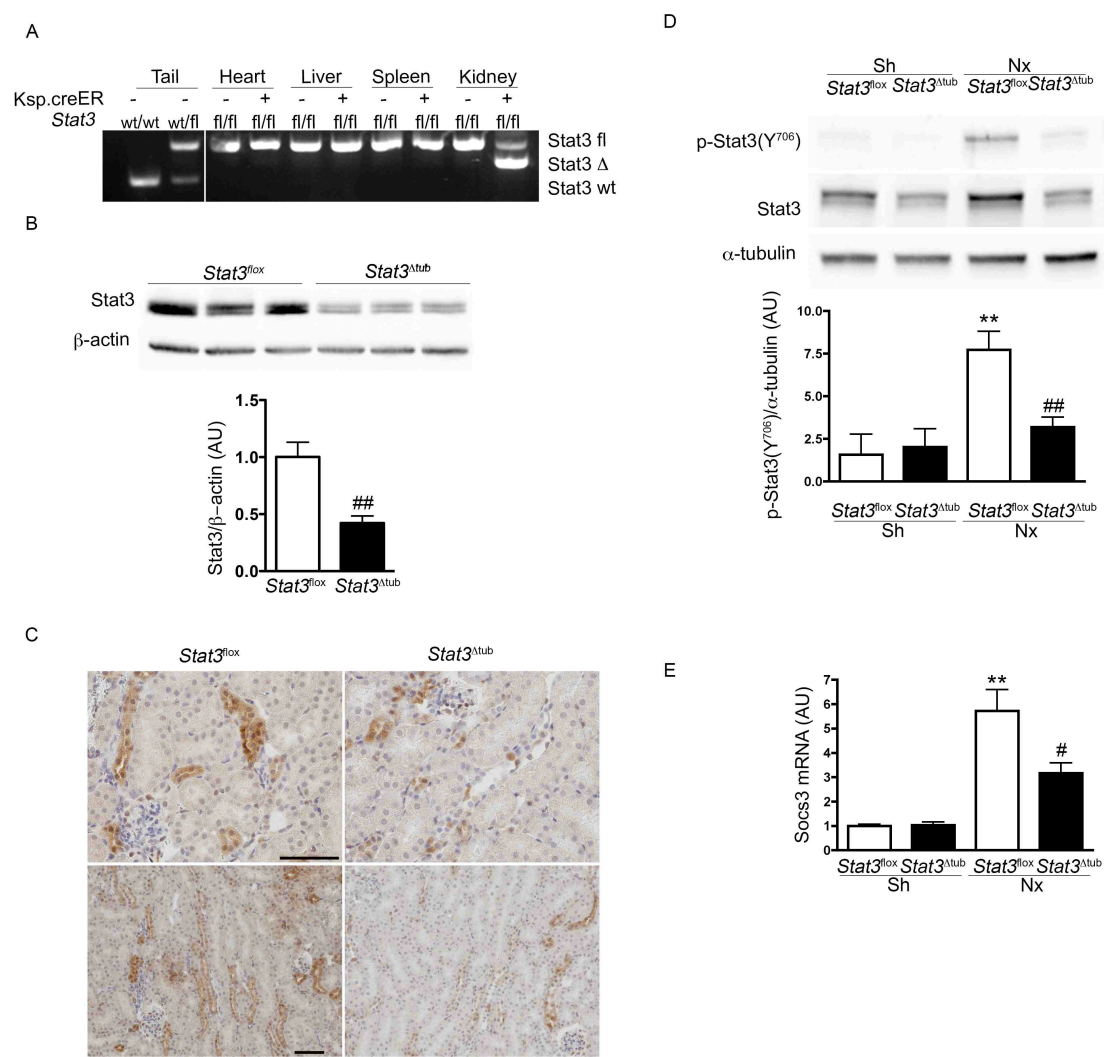 A
Tail Heart Liver Spleen Kidney
Ksp.creER - - - + - + - + - +
Stat3 wt/wt wt/fl fl/fl fl/fl fl/fl fl/fl fl/fl fl/fl fl/fl fl/fl
Stat3 fl
Stat3 Δ
Stat3 wt
B
Stat3flox Stat3Δtub
Stat3
β-actin
Stat3/β−actin (AU)
1.5
1.0
0.5
0.0
##
Stat3flox Stat3Δtub
C
Stat3flox Stat3Δtub
D
Sh Nx
Stat3flox Stat3Δtub Stat3flox Stat3Δtub
p-Stat3(Y706)
Stat3
α-tubulin
p-Stat3(Y706)/α-tubulin (AU)
10.0
7.5
5.0
2.5
0.0
**
##
Stat3flox Stat3Δtub Stat3flox Stat3Δtub
Sh Nx
E
Socs3 mRNA (AU)
7
6
5
4
3
2
1
0
**
#
Stat3flox Stat3Δtub Stat3flox Stat3Δtub
Sh Nx